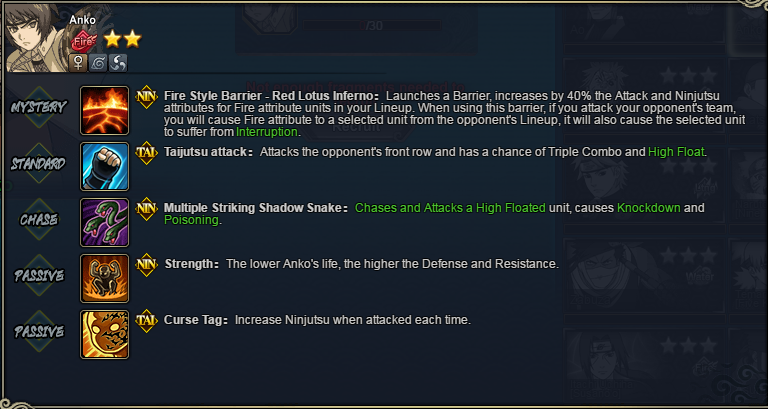 /30
Anko
Fire
MYSTERY
NIN
Fire Style Barrier - Red Lotus Inferno： Launches a Barrier, increases by 40% the Attack and Ninjutsu
attributes for Fire attribute units in your Lineup. When using this barrier, if you attack your opponent's team,
you will cause Fire attribute to a selected unit from the opponent's Lineup, it will also cause the selected unit
to suffer from Interruption.
Recruit
STANDARD
TAI
Taijutsu attack： Attacks the opponent's front row and has a chance of Triple Combo and High Float.
CHASE
NIN
Multiple Striking Shadow Snake： Chases and Attacks a High Floated unit, causes Knockdown and
Poisoning.
PASSIVE
NIN
Strength： The lower Anko's life, the higher the Defense and Resistance.
PASSIVE
TAI
Curse Tag： Increase Ninjutsu when attacked each time.